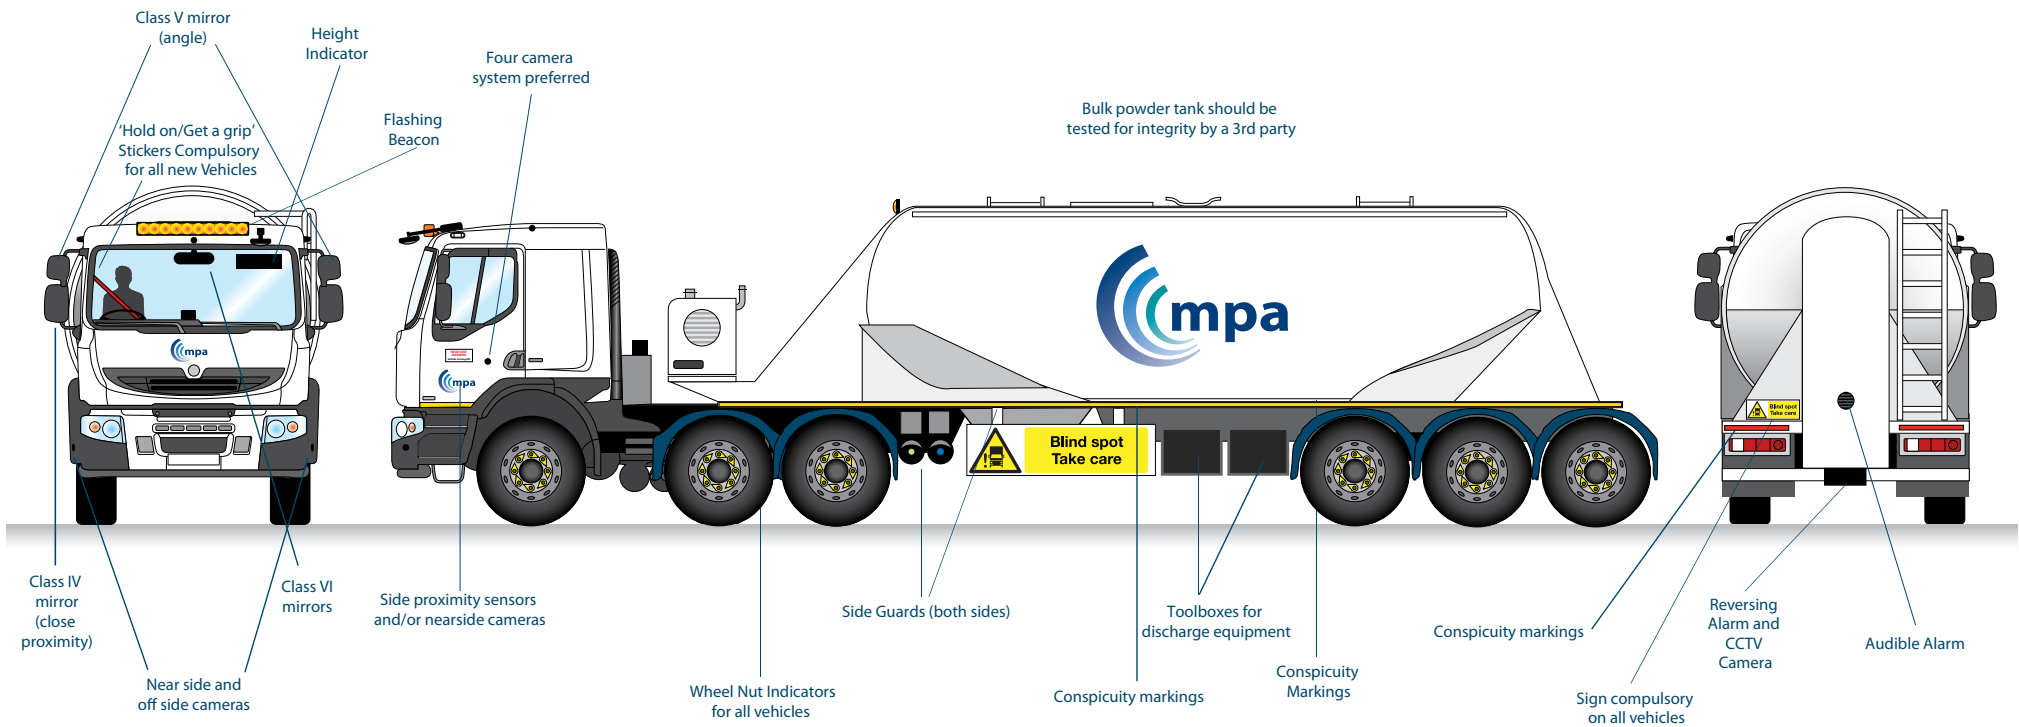 Class V mirror
(angle)
Height
Indicator
Four camera
system preferred
Flashing
Beacon
'Hold on/Get a grip'
Stickers Compulsory
for all new Vehicles
Bulk powder tank should be
tested for integrity by a 3rd party
mpa
mpa
mpa
Blind spot
Take care
Blind spot
Take care
Class IV
mirror
(close
proximity)
Class VI
mirrors
Near side and
off side cameras
Side proximity sensors
and/or nearside cameras
Wheel Nut Indicators
for all vehicles
Side Guards (both sides)
Conspicuity markings
Toolboxes for
discharge equipment
Conspicuity
Markings
Conspicuity markings
Sign compulsory
on all vehicles
Reversing
Alarm and
CCTV
Camera
Audible Alarm